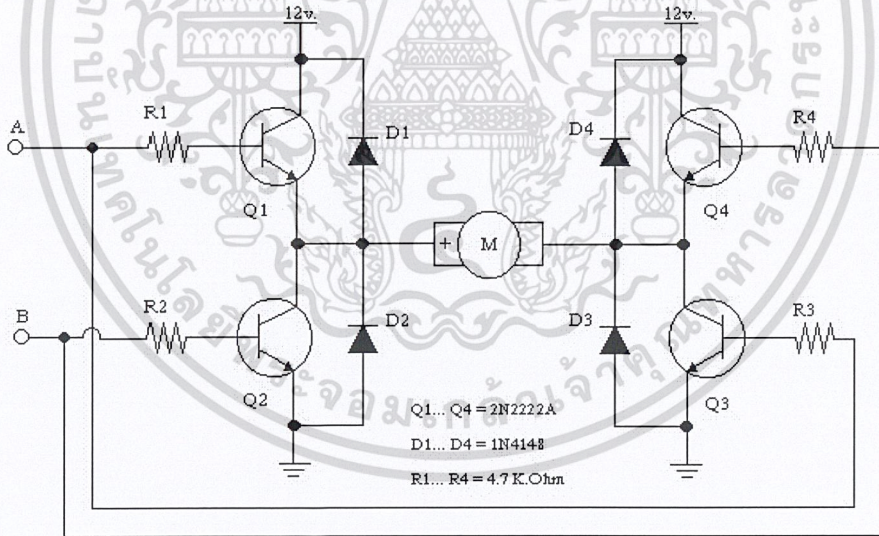 12v.
12v.
A
R1
D1
D4
R4
Q1
Q4
+
M
B
R2
D2
D3
R3
Q2
Q3
Q1... Q4 = 2N2222A
D1... D4 = 1N4148
R1... R4 = 4.7 K.Ohm